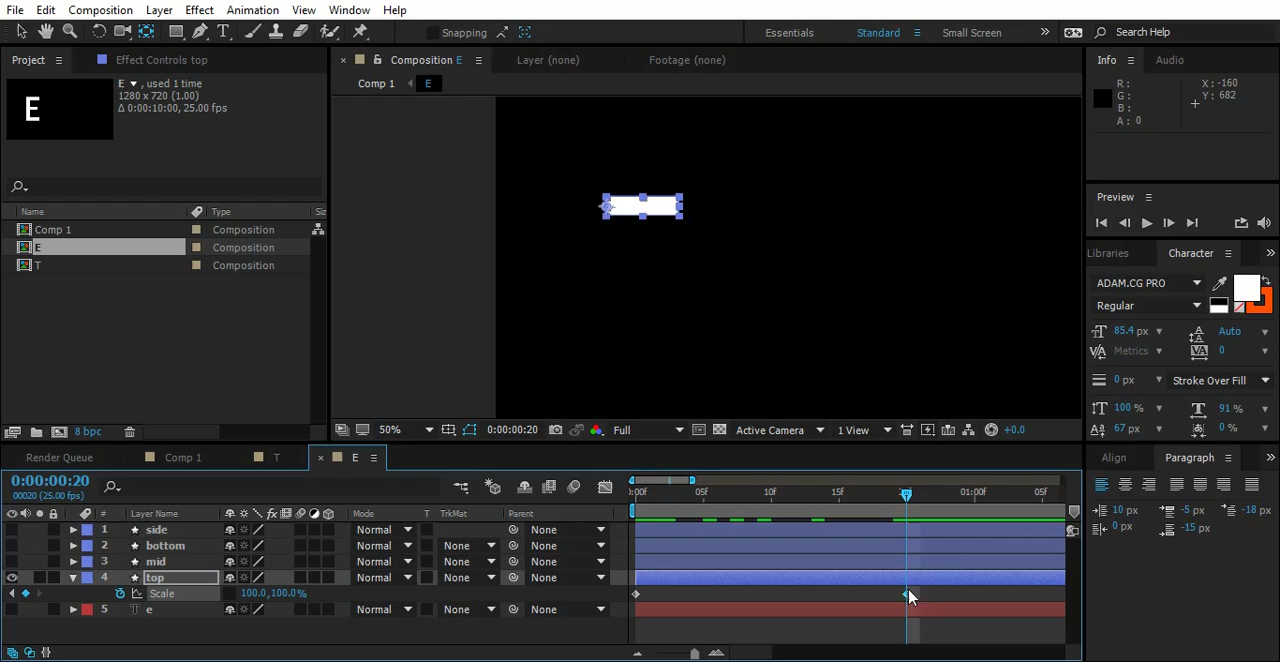 File Edit Composition Layer Effect Animation View Window Help
Snapping Essentials Standard Small Screen Search Help
Project Effect Controls top
E , used 1 time
1280 x 720 (1.00)
Δ 0:00:10:00, 25.00 fps
E
Name Type Siz
Comp 1 Composition
E Composition
T Composition
8 bpc
Composition E Layer (none) Footage (none)
Comp 1 E
50% 0:00:00:20 Full Active Camera 1 View +0.0
Info Audio
R : X : -160
G : Y : 682
B :
A : 0
Preview
Libraries Character
ADAM.CG PRO
Regular
85.4 px Auto
Metrics 0
0 px Stroke Over Fill
100 % 91 %
67 px 0 %
Align Paragraph
10 px -5 px -18 px
0 px -15 px
Render Queue Comp 1 T E
0:00:00:20
00020 (25.00 fps)
# Layer Name Mode T TrkMat Parent
:00f 05f 10f 15f 01:00f 05f
1 side Normal None
2 bottom Normal None None
3 mid Normal None None
4 top Normal None None
Scale 100.0,100.0%
5 T e Normal None None